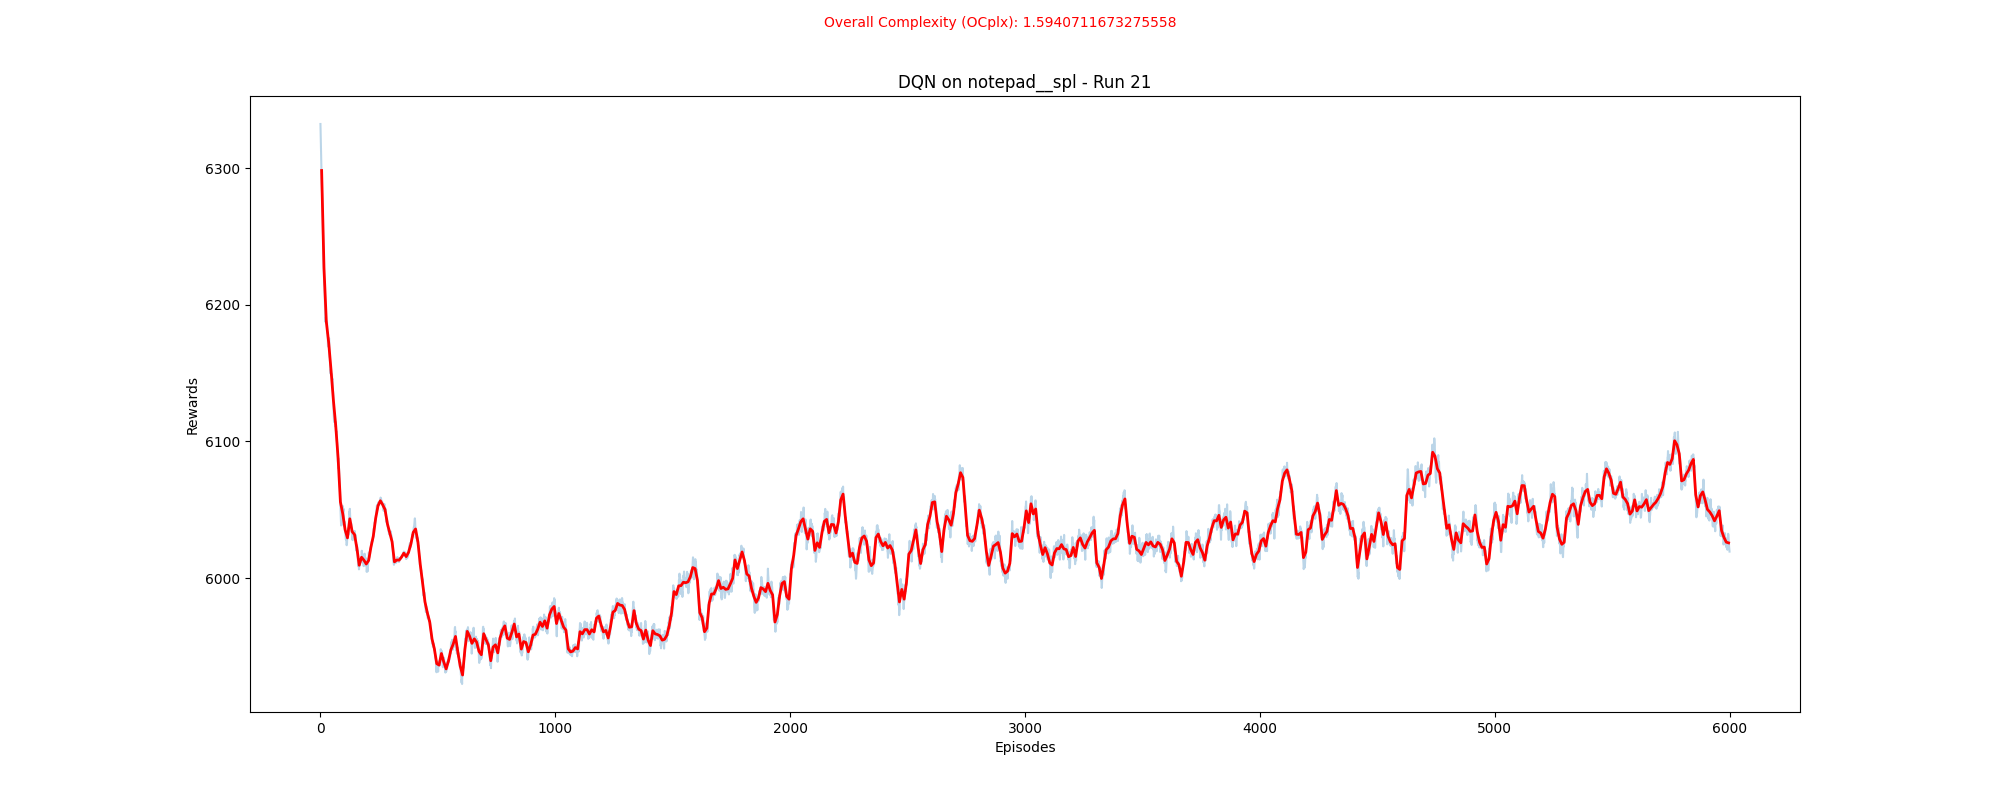 Overall Complexity (OCplx): 1.5940711673275558
DQN on notepad__spl - Run 21
6300
6200
6100
6000
Rewards
0 1000 2000 3000 4000 5000 6000
Episodes